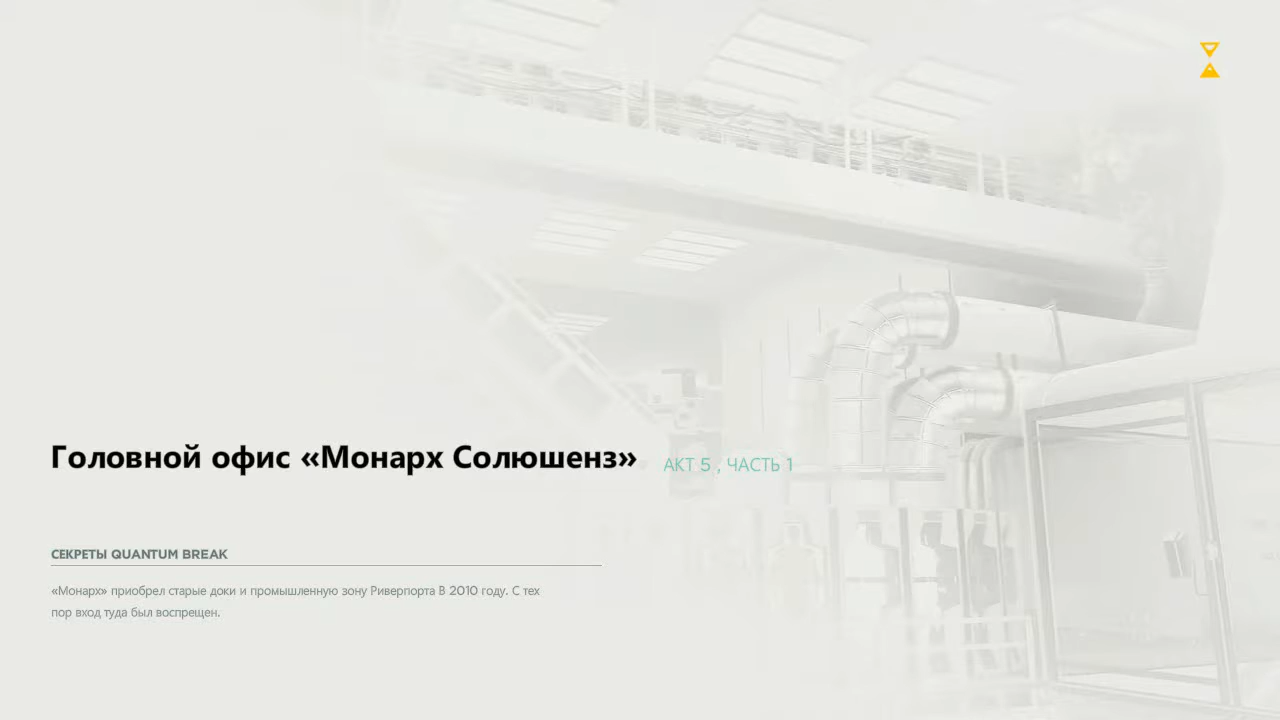 Головной офис «Монарх Солюшенз» АКТ 5 , ЧАСТЬ 1
СЕКРЕТЫ QUANTUM BREAK
«Монарх» приобрел старые доки и промышленную зону Риверпорта В 2010 году. С тех
пор вход туда был воспрещен.